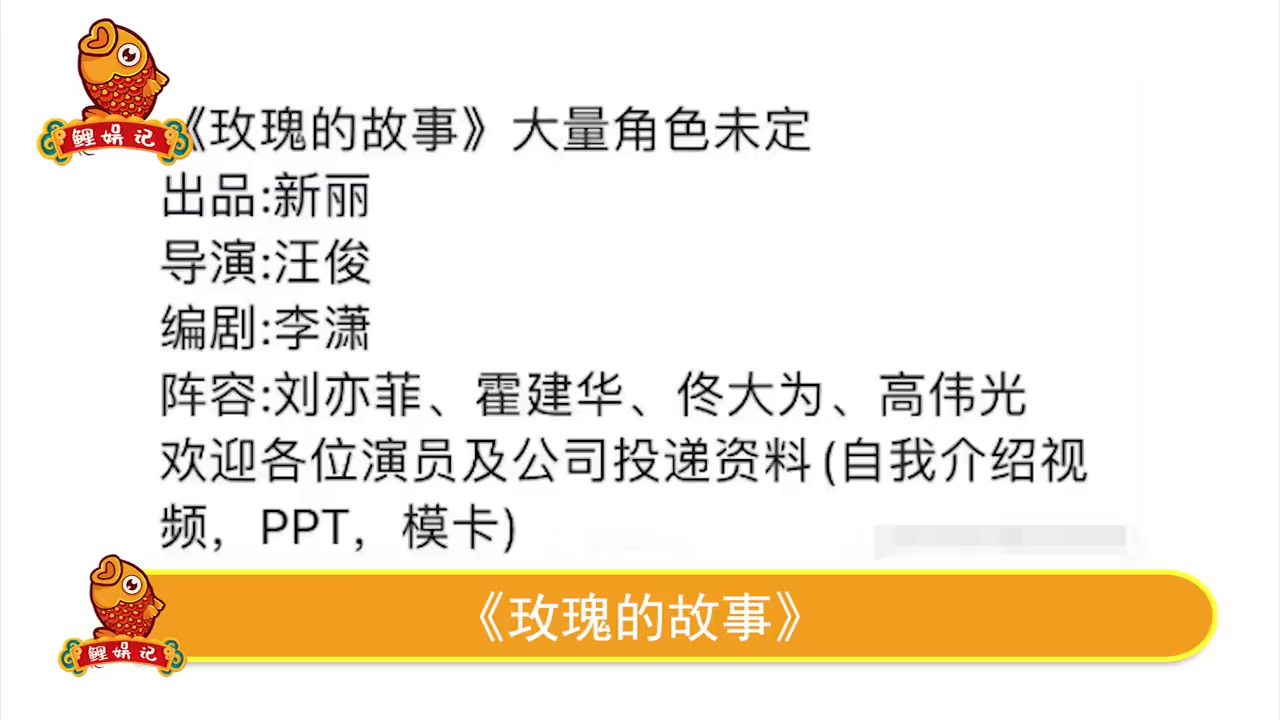 鲤娱记
《玫瑰的故事》大量角色未定
出品:新丽
导演:汪俊
编剧:李潇
阵容:刘亦菲、霍建华、佟大为、高伟光
欢迎各位演员及公司投递资料(自我介绍视
频，PPT，模卡)
《玫瑰的故事》
鲤娱记